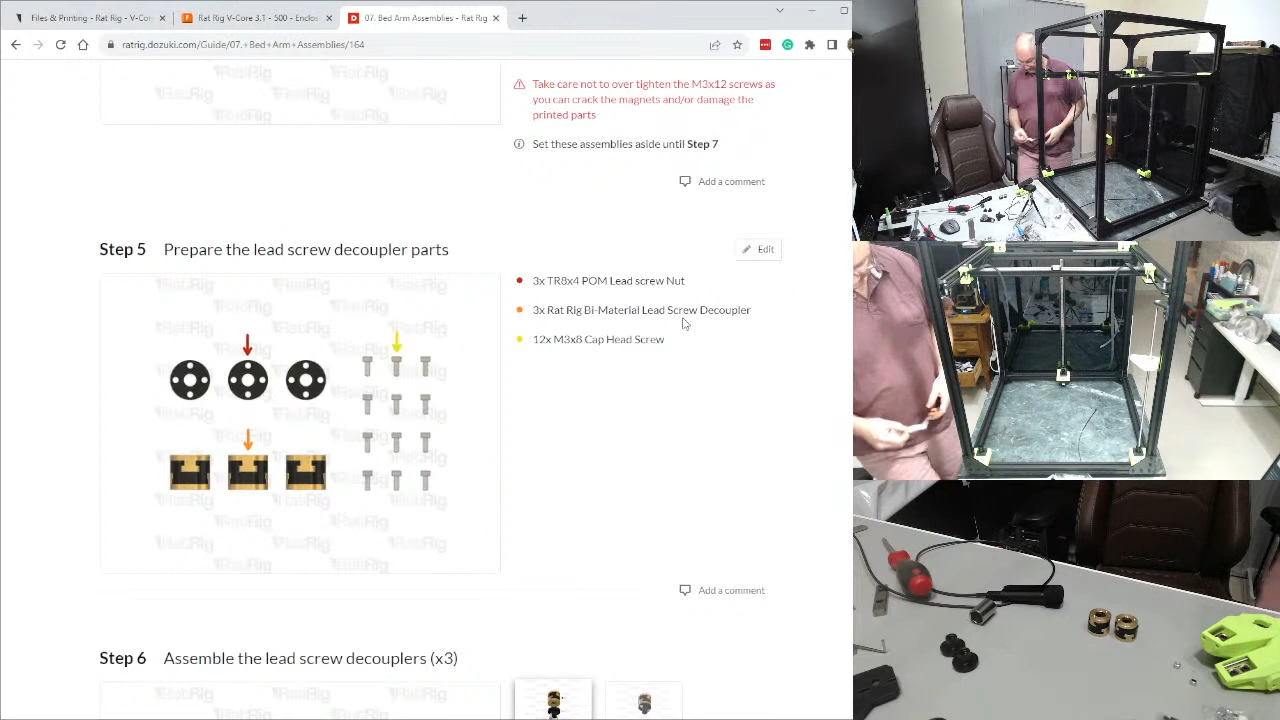 Files & Printing - Rat Rig - V-C
Rat Rig V-Core 3.1 - 500 - Enclos
07. Bed Arm Assemblies - Rat Rig
ratrig.dozuki.com/Guide/07.+Bed+Arm+Assemblies/164
Take care not to over tighten the M3x12 screws as
you can crack the magnets and/or damage the
printed parts
Set these assemblies aside until Step 7
Add a comment
Step 5 Prepare the lead screw decoupler parts
Edit
3x TR8x4 POM Lead screw Nut
3x Rat Rig Bi-Material Lead Screw Decoupler
12x M3x8 Cap Head Screw
Add a comment
Step 6 Assemble the lead screw decouplers (x3)